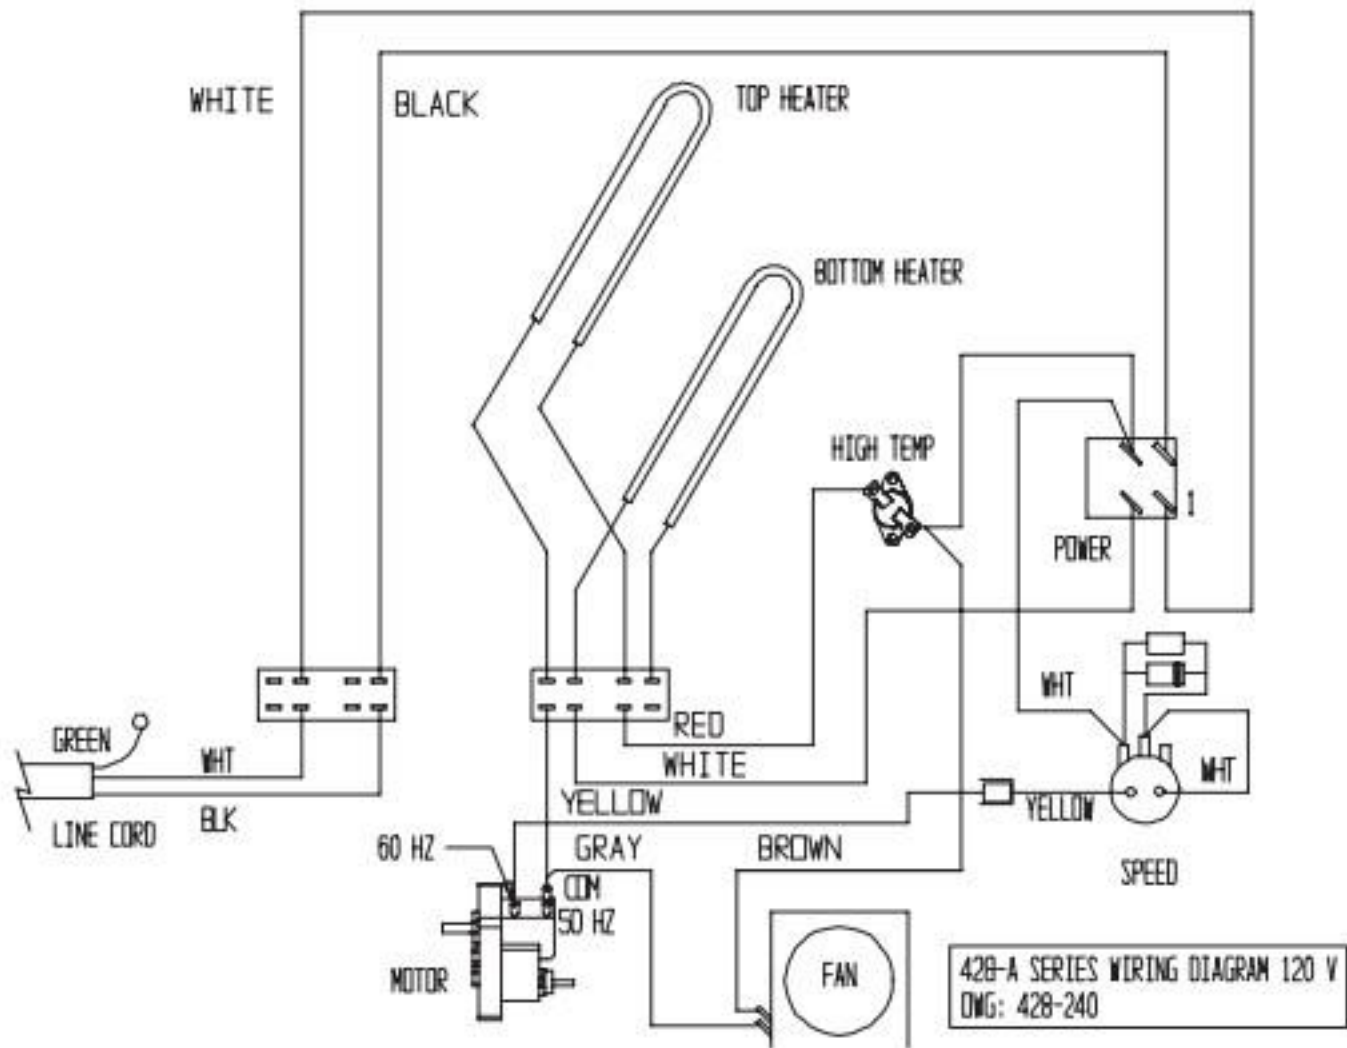 WHITE
BLACK
TOP HEATER
BOTTOM HEATER
HIGH TEMP
1
POWER
WHT
RED
GREEN
WHT
WHITE
WHT
YELLOW
YELLOW
LINE CORD
BLK
60 HZ
GRAY
BROWN
SPEED
COM
50 HZ
MOTOR
FAN
428-A SERIES WIRING DIAGRAM 120 V
DWG: 428-240